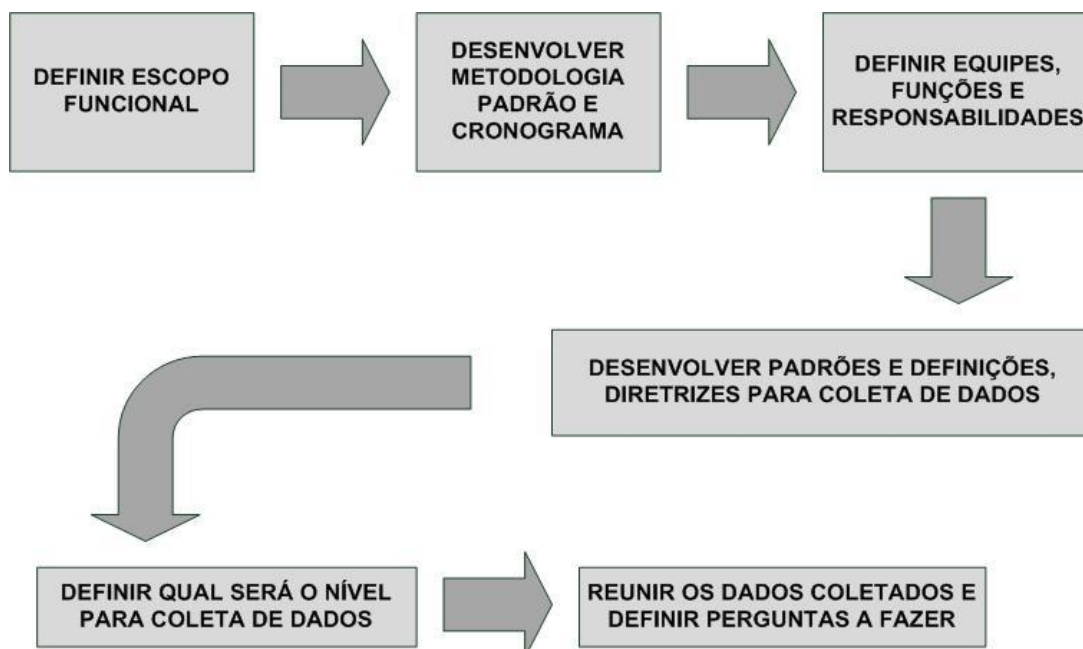 DEFINIR ESCOPO
FUNCIONAL
DESENVOLVER
METODOLOGIA
PADRÃO E
CRONOGRAMA
DEFINIR EQUIPES,
FUNÇÕES E
RESPONSABILIDADES
DESENVOLVER PADRÕES E DEFINIÇÕES,
DIRETRIZES PARA COLETA DE DADOS
DEFINIR QUAL SERÁ O NÍVEL
PARA COLETA DE DADOS
REUNIR OS DADOS COLETADOS E
DEFINIR PERGUNTAS A FAZER